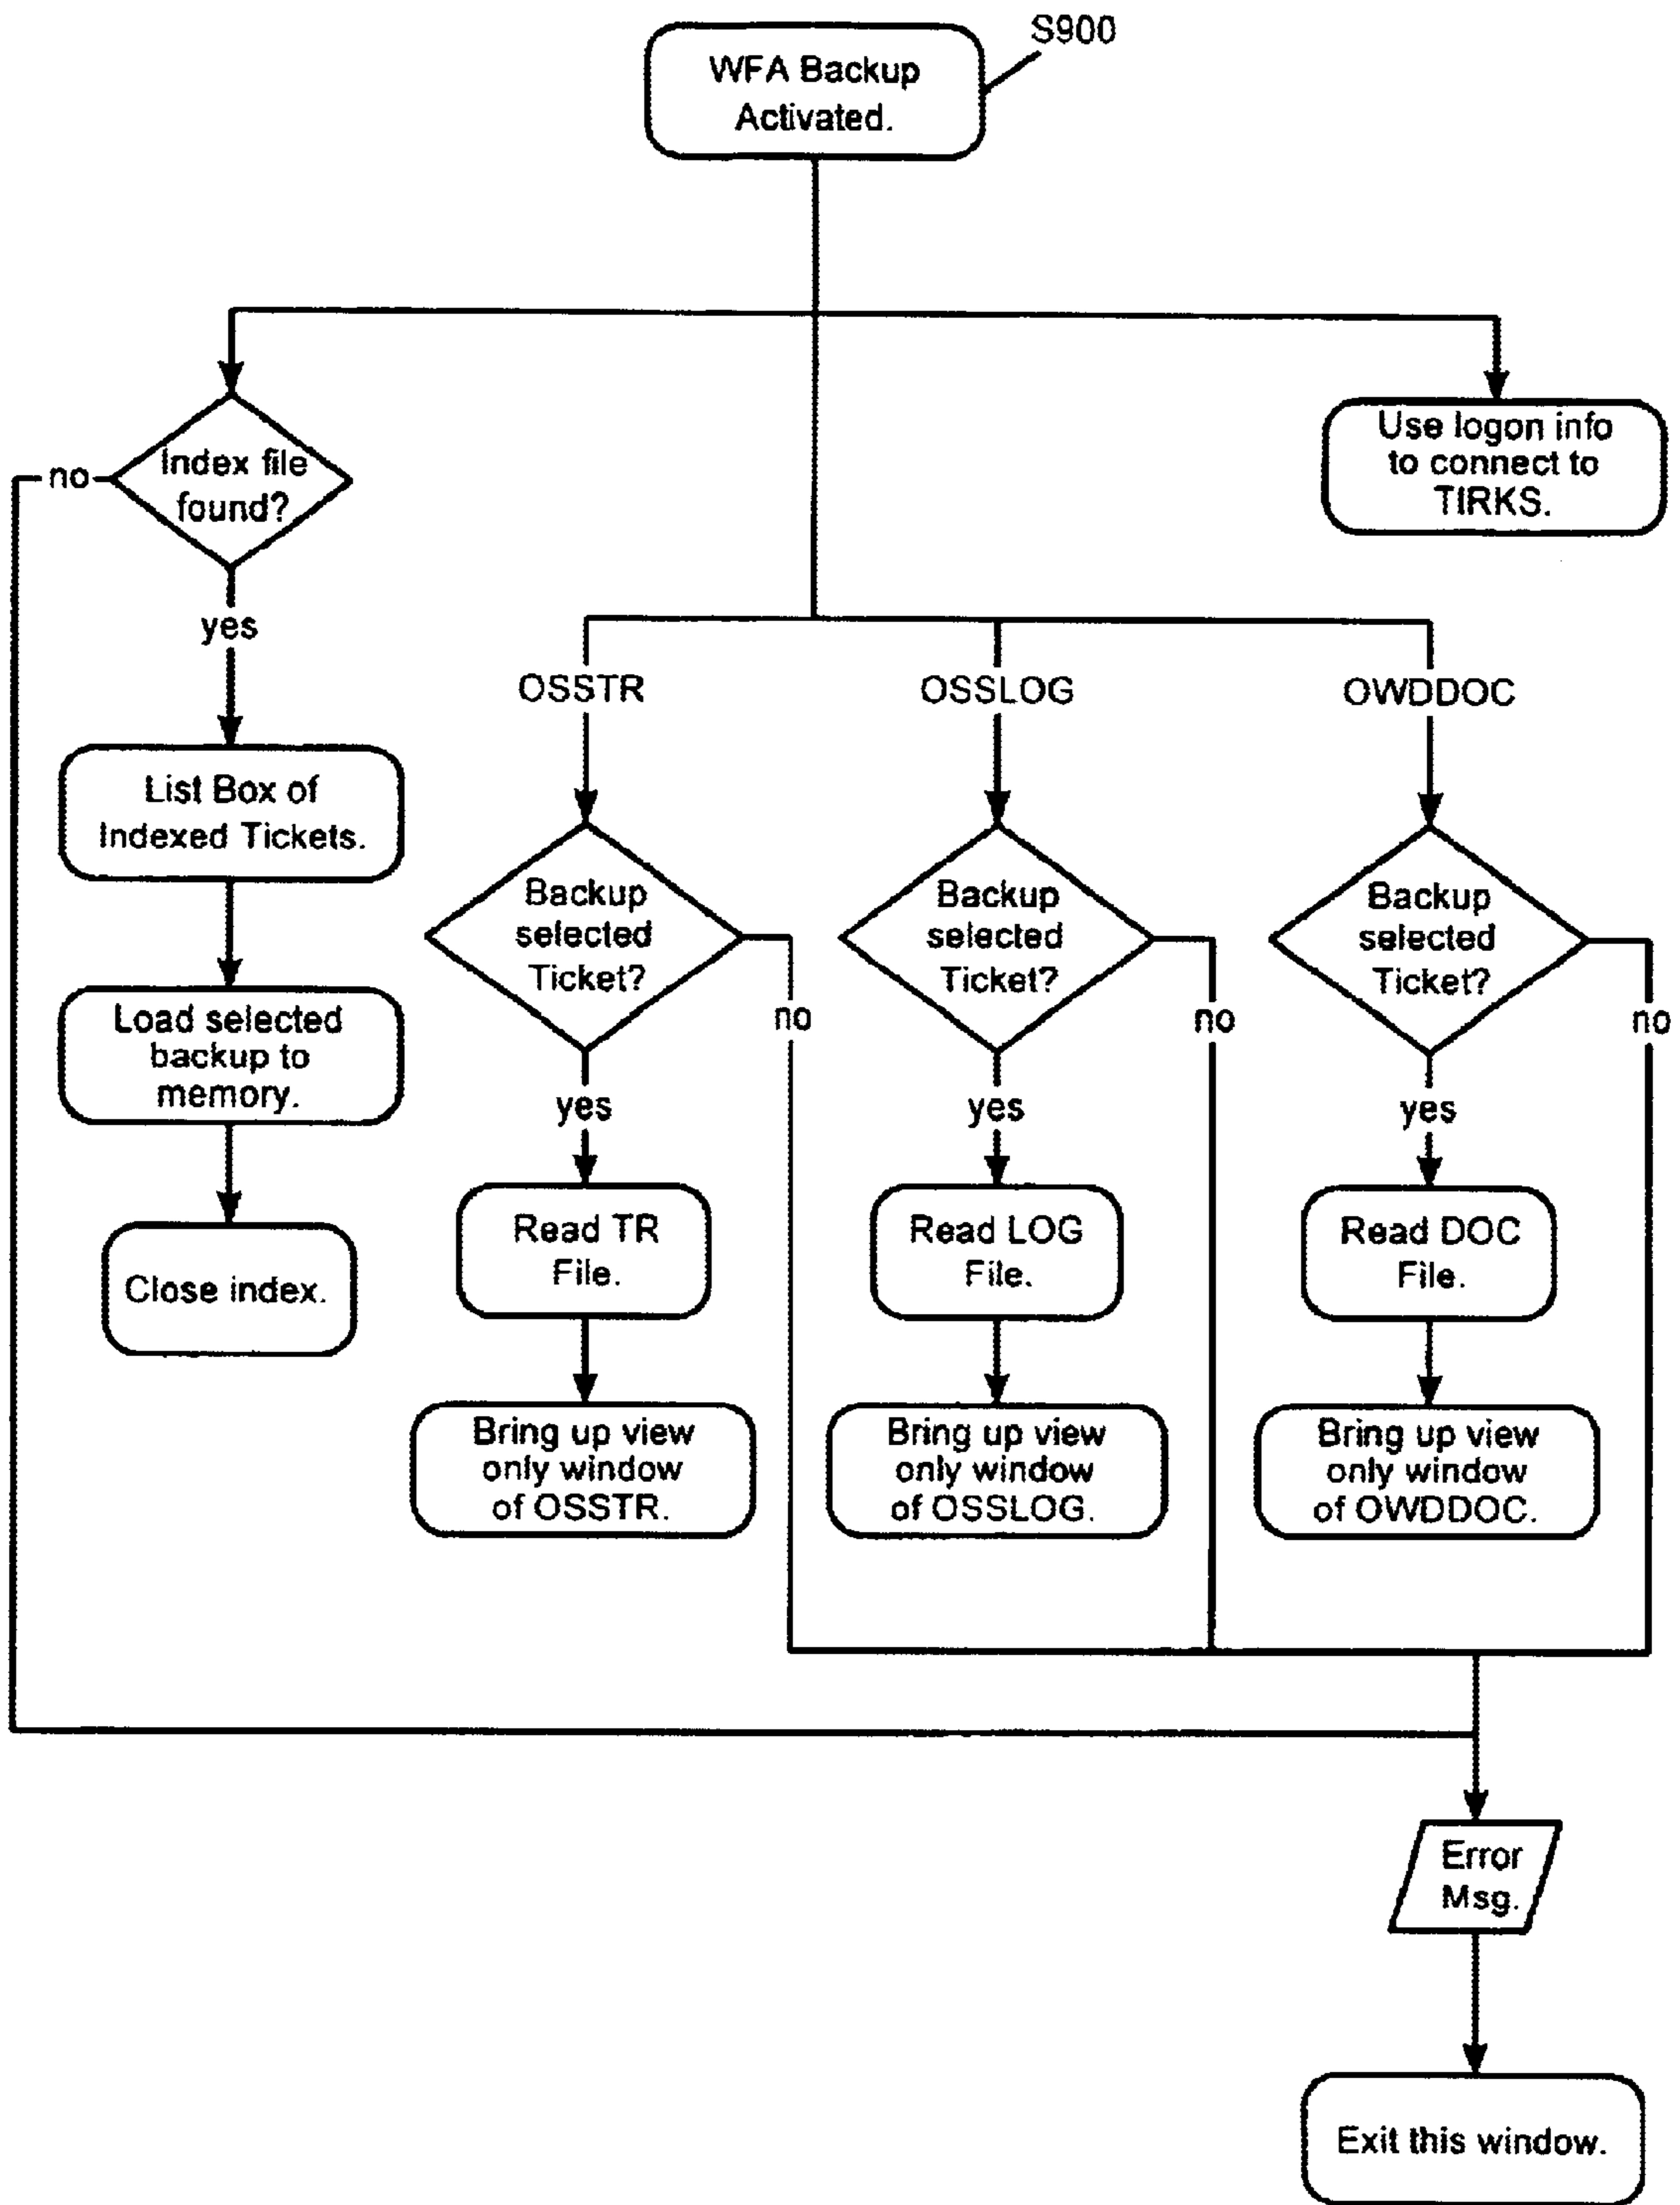 S900
WFA Backup
Activated.
Index file
found?
no
yes
Use logon info
to connect to
TIRKS.
List Box of
Indexed Tickets.
Load selected
backup to
memory.
Close index.
OSSTR
Backup
selected
Ticket?
no
yes
Read TR
File.
Bring up view
only window
of OSSTR.
OSSLOG
Backup
selected
Ticket?
no
yes
Read LOG
File.
Bring up view
only window
of OSSLOG.
OWDDOC
Backup
selected
Ticket?
no
yes
Read DOC
File.
Bring up view
only window
of OWDDOC.
Error
Msg.
Exit this window.